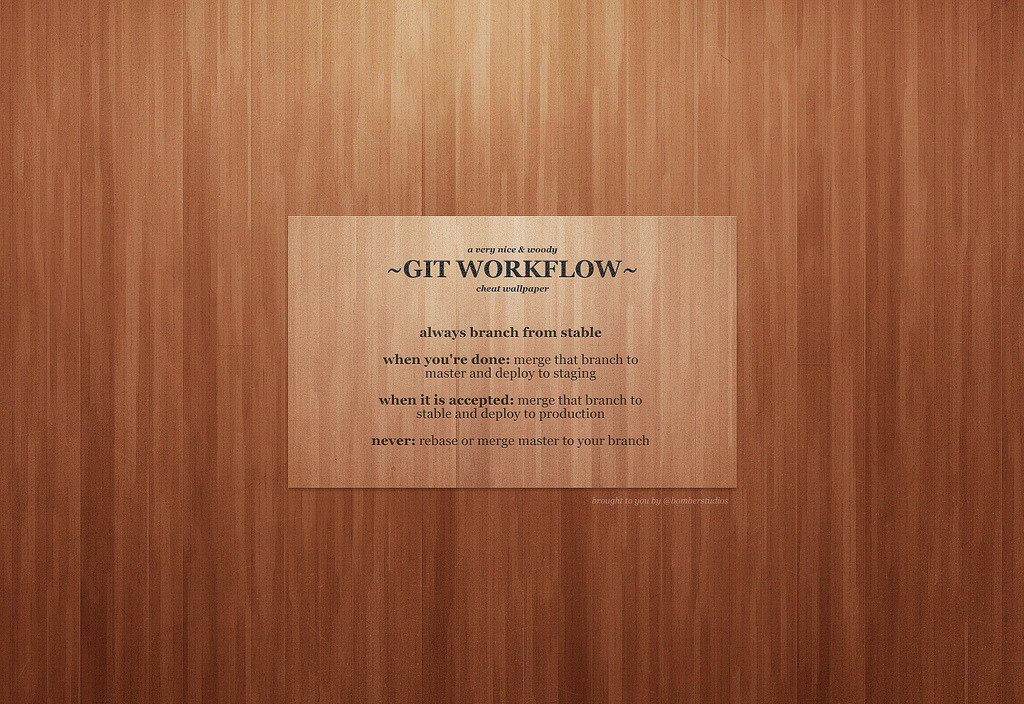 a very nice & woody
~GIT WORKFLOW~
cheat wallpaper
always branch from stable
when you're done: merge that branch to
master and deploy to staging
when it is accepted: merge that branch to
stable and deploy to production
never: rebase or merge master to your branch
brought to you by @bomberstudios